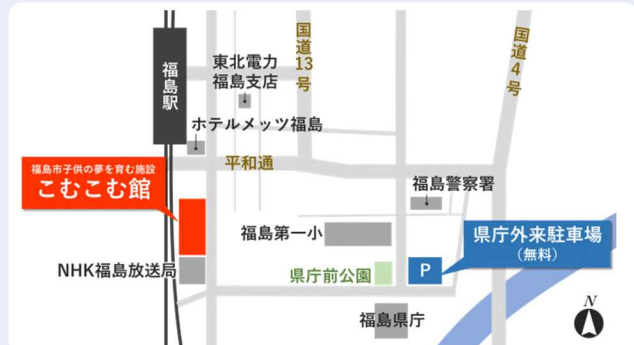 国道13号
国道4号
東北電力
福島支店
福島駅
ホテルメッツ福島
平和通
福島市子供の夢を育む施設
こむこむ館
福島警察署
福島第一小
県庁外来駐車場
（無料）
NHK福島放送局
県庁前公園
P
福島県庁
N